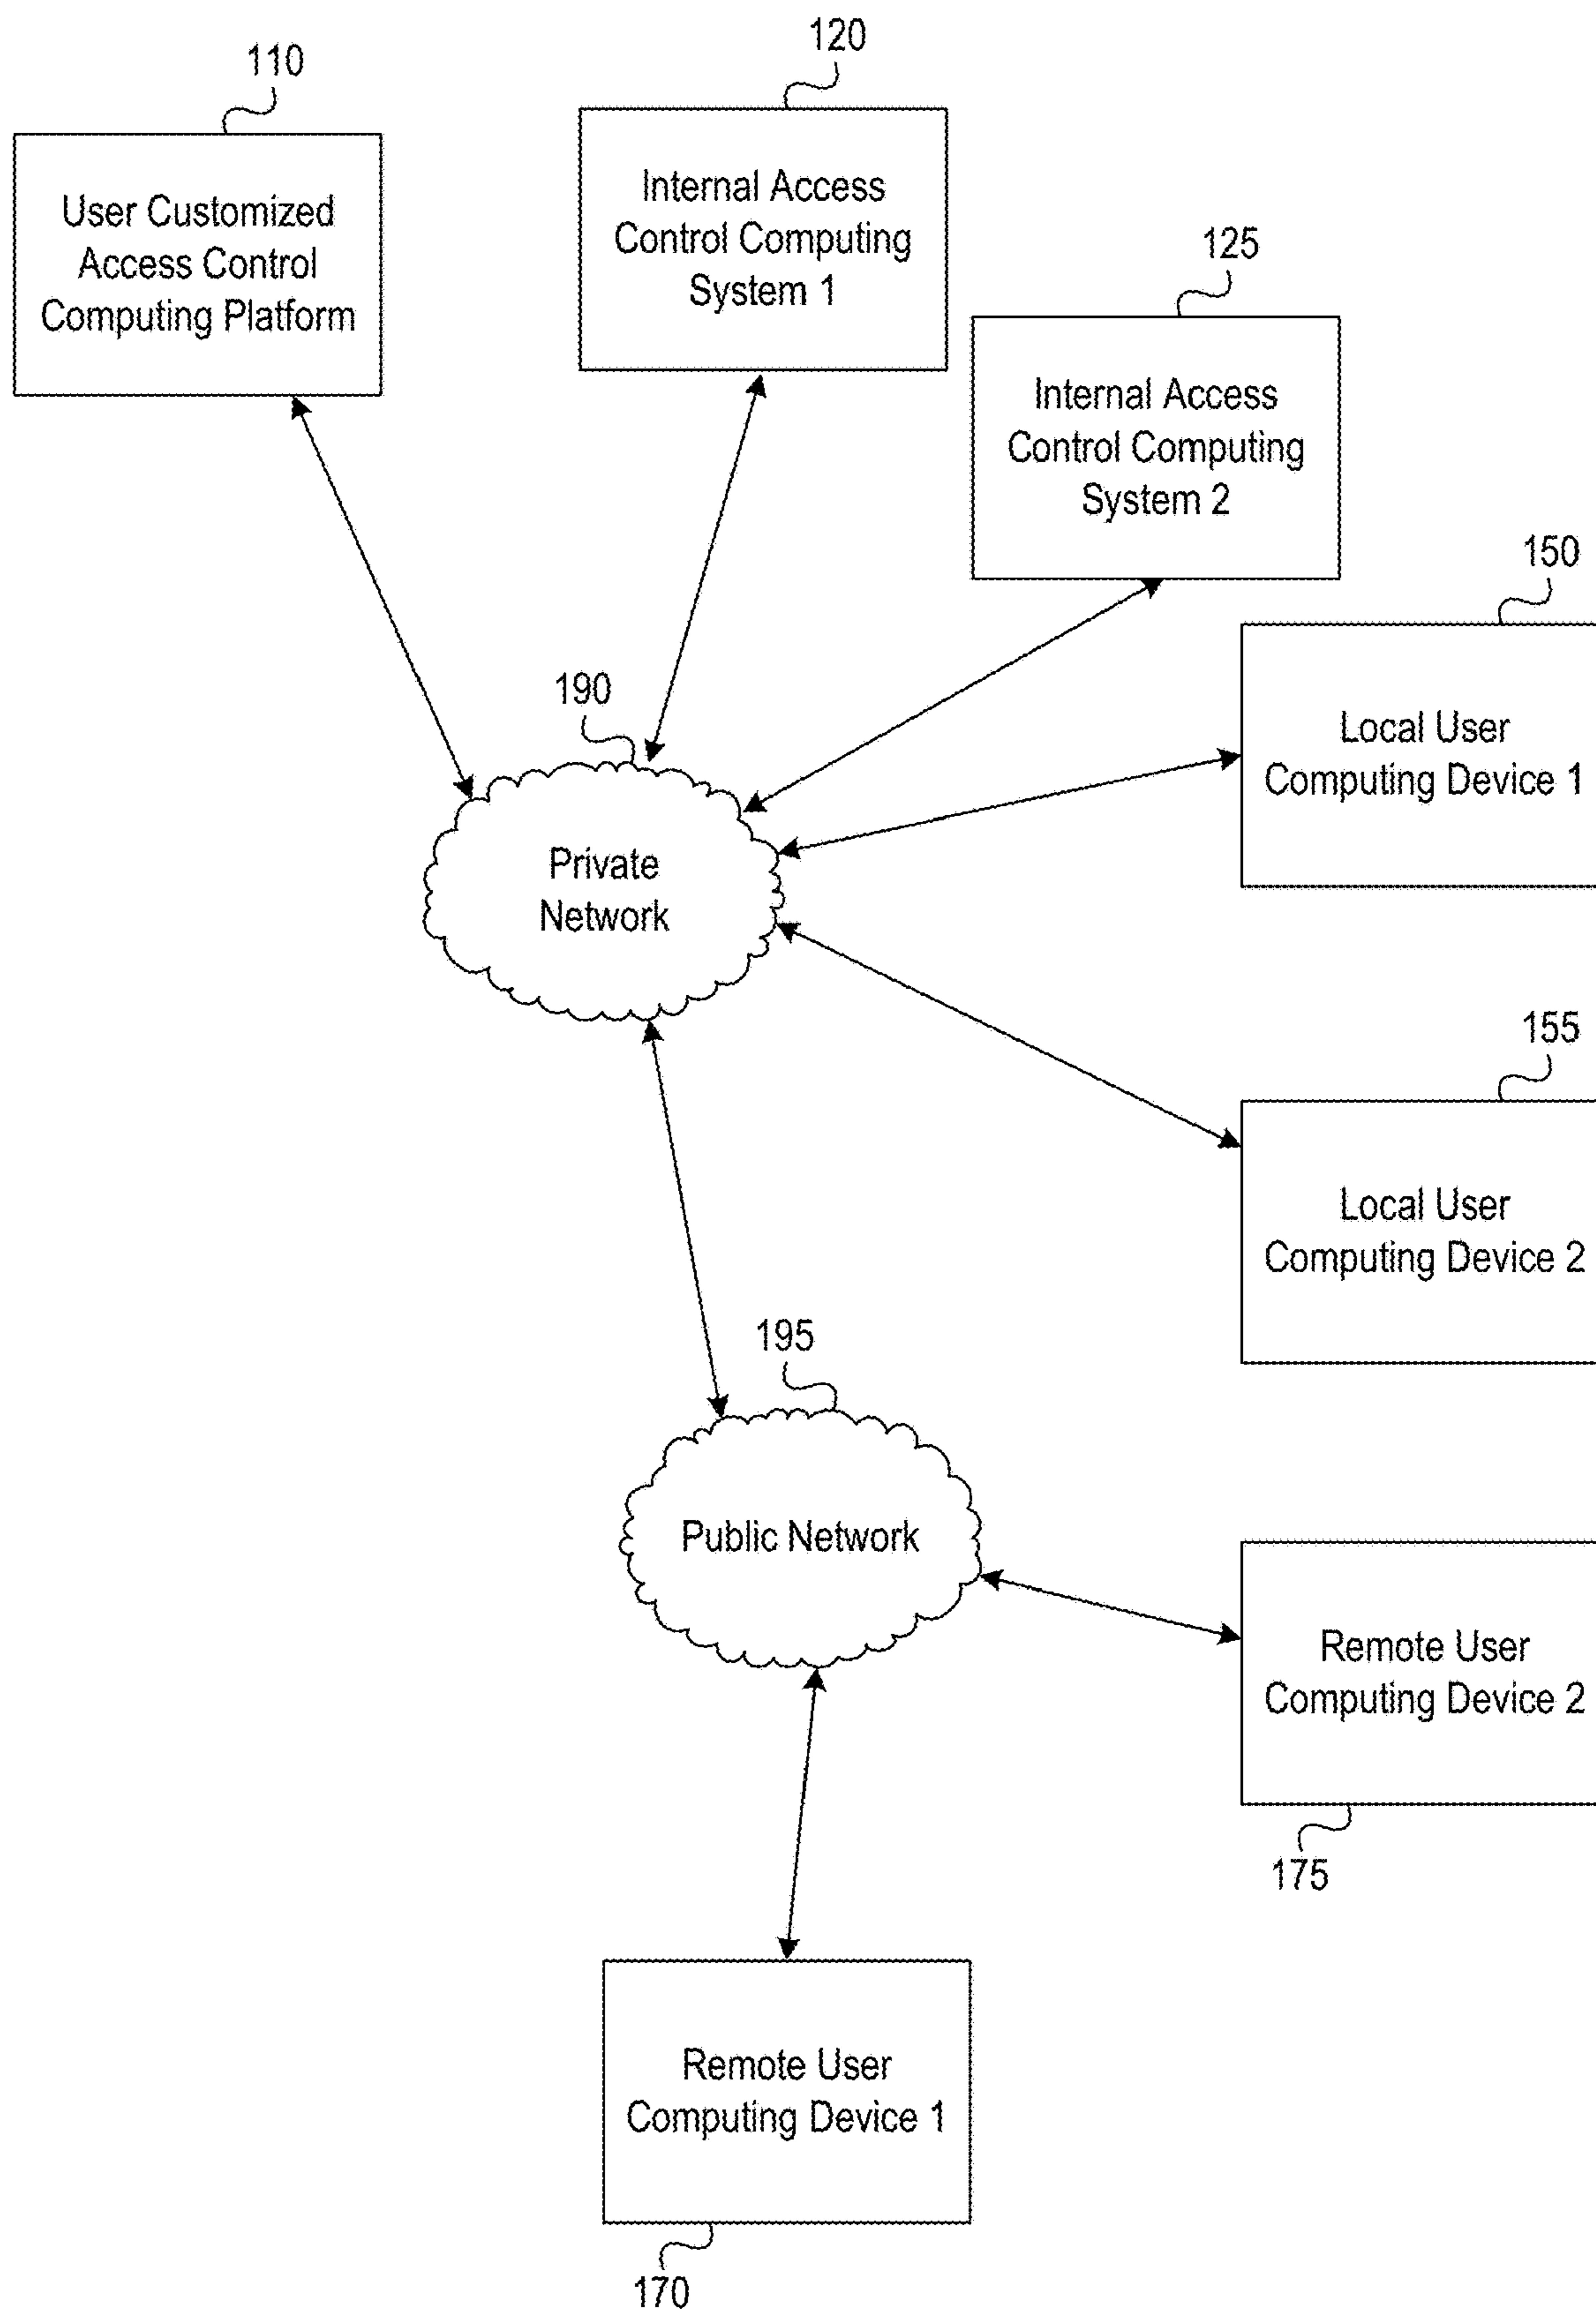 110
User Customized
Access Control
Computing Platform
120
Internal Access
Control Computing
System 1
125
Internal Access
Control Computing
System 2
150
Local User
Computing Device 1
190
Private
Network
155
Local User
Computing Device 2
195
Public Network
Remote User
Computing Device 2
175
Remote User
Computing Device 1
170